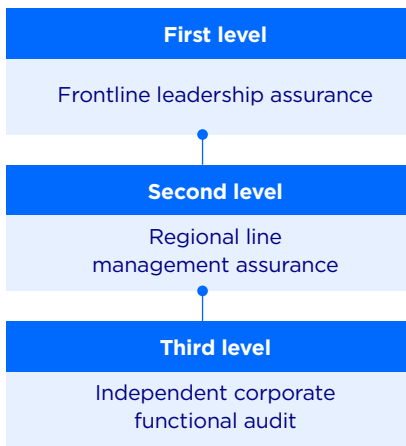 First level
Frontline leadership assurance
Second level
Regional line
management assurance
Third level
Independent corporate
functional audit